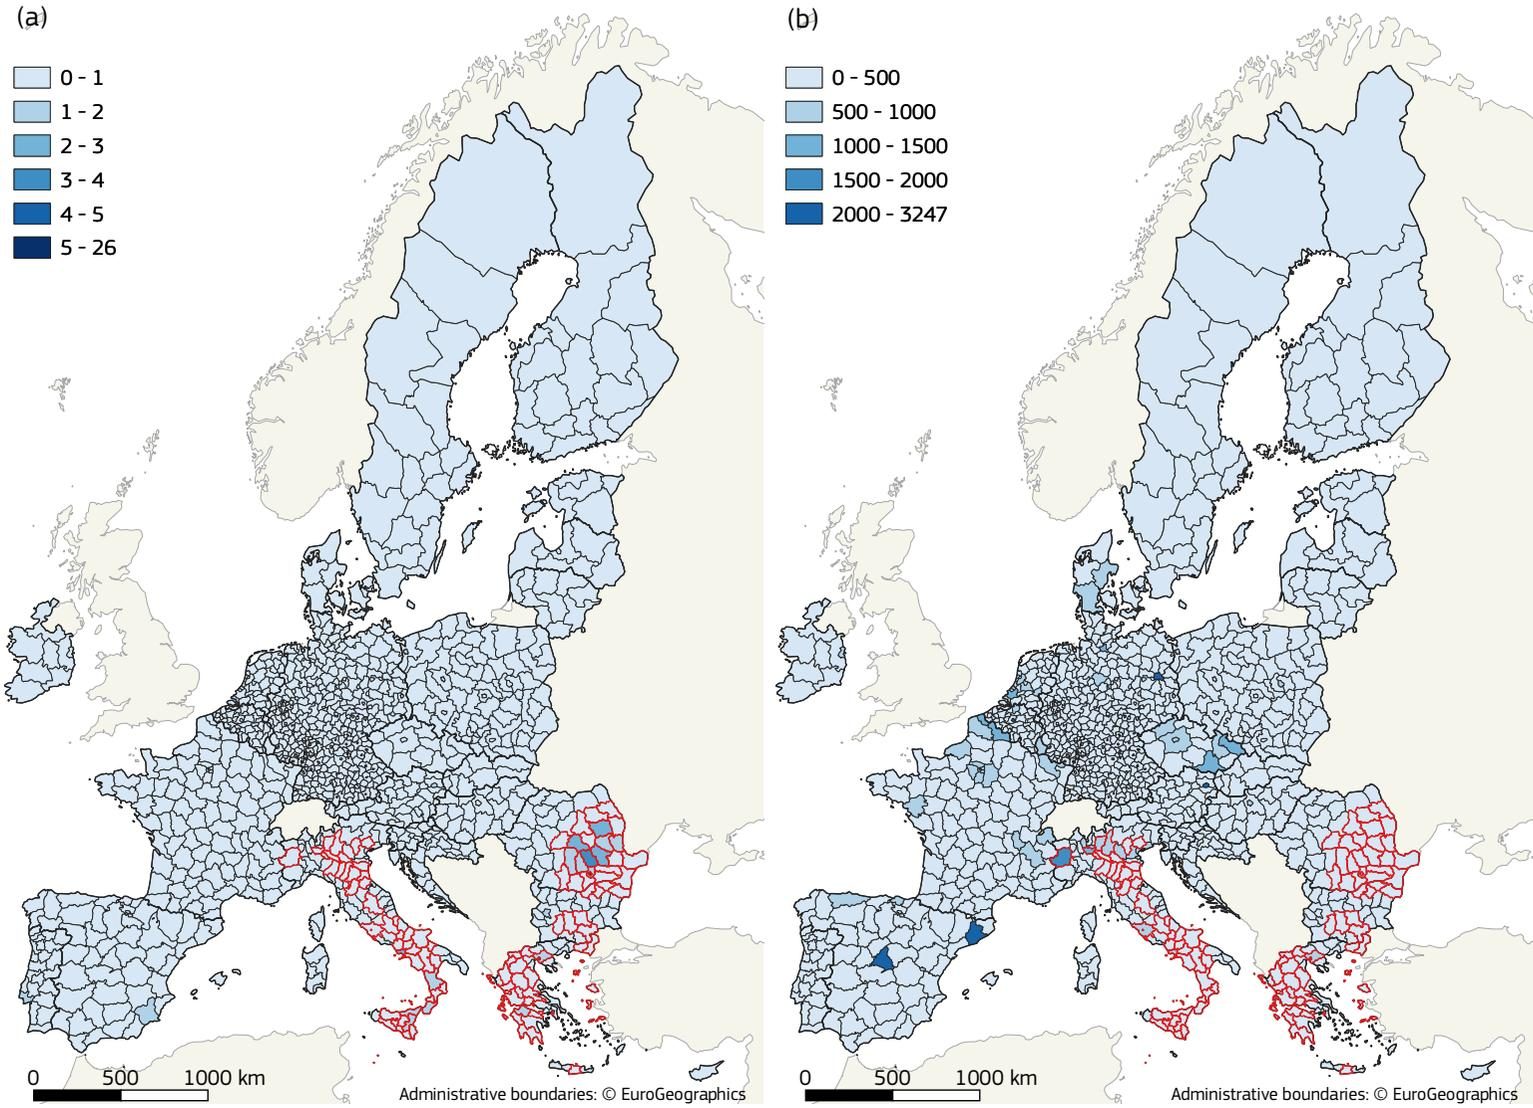 (a)
0 - 1
1 - 2
2 - 3
3 - 4
4 - 5
5 - 26
0 500 1000 km
Administrative boundaries: © EuroGeographics
(b)
0 - 500
500 - 1000
1000 - 1500
1500 - 2000
2000 - 3247
0 500 1000 km
Administrative boundaries: © EuroGeographics